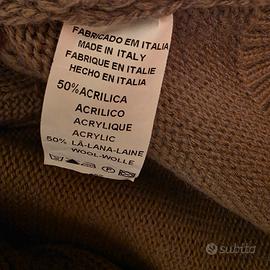 FABRICADO EM ITALIA
MADE IN ITALY
FABRIQUE EN ITALIE
HECHO EN ITALIA
50% ACRILICA
ACRILICO
ACRYLIQUE
ACRYLIC
50% LÃ-LANA-LAINE
WOOL-WOLLE
subito